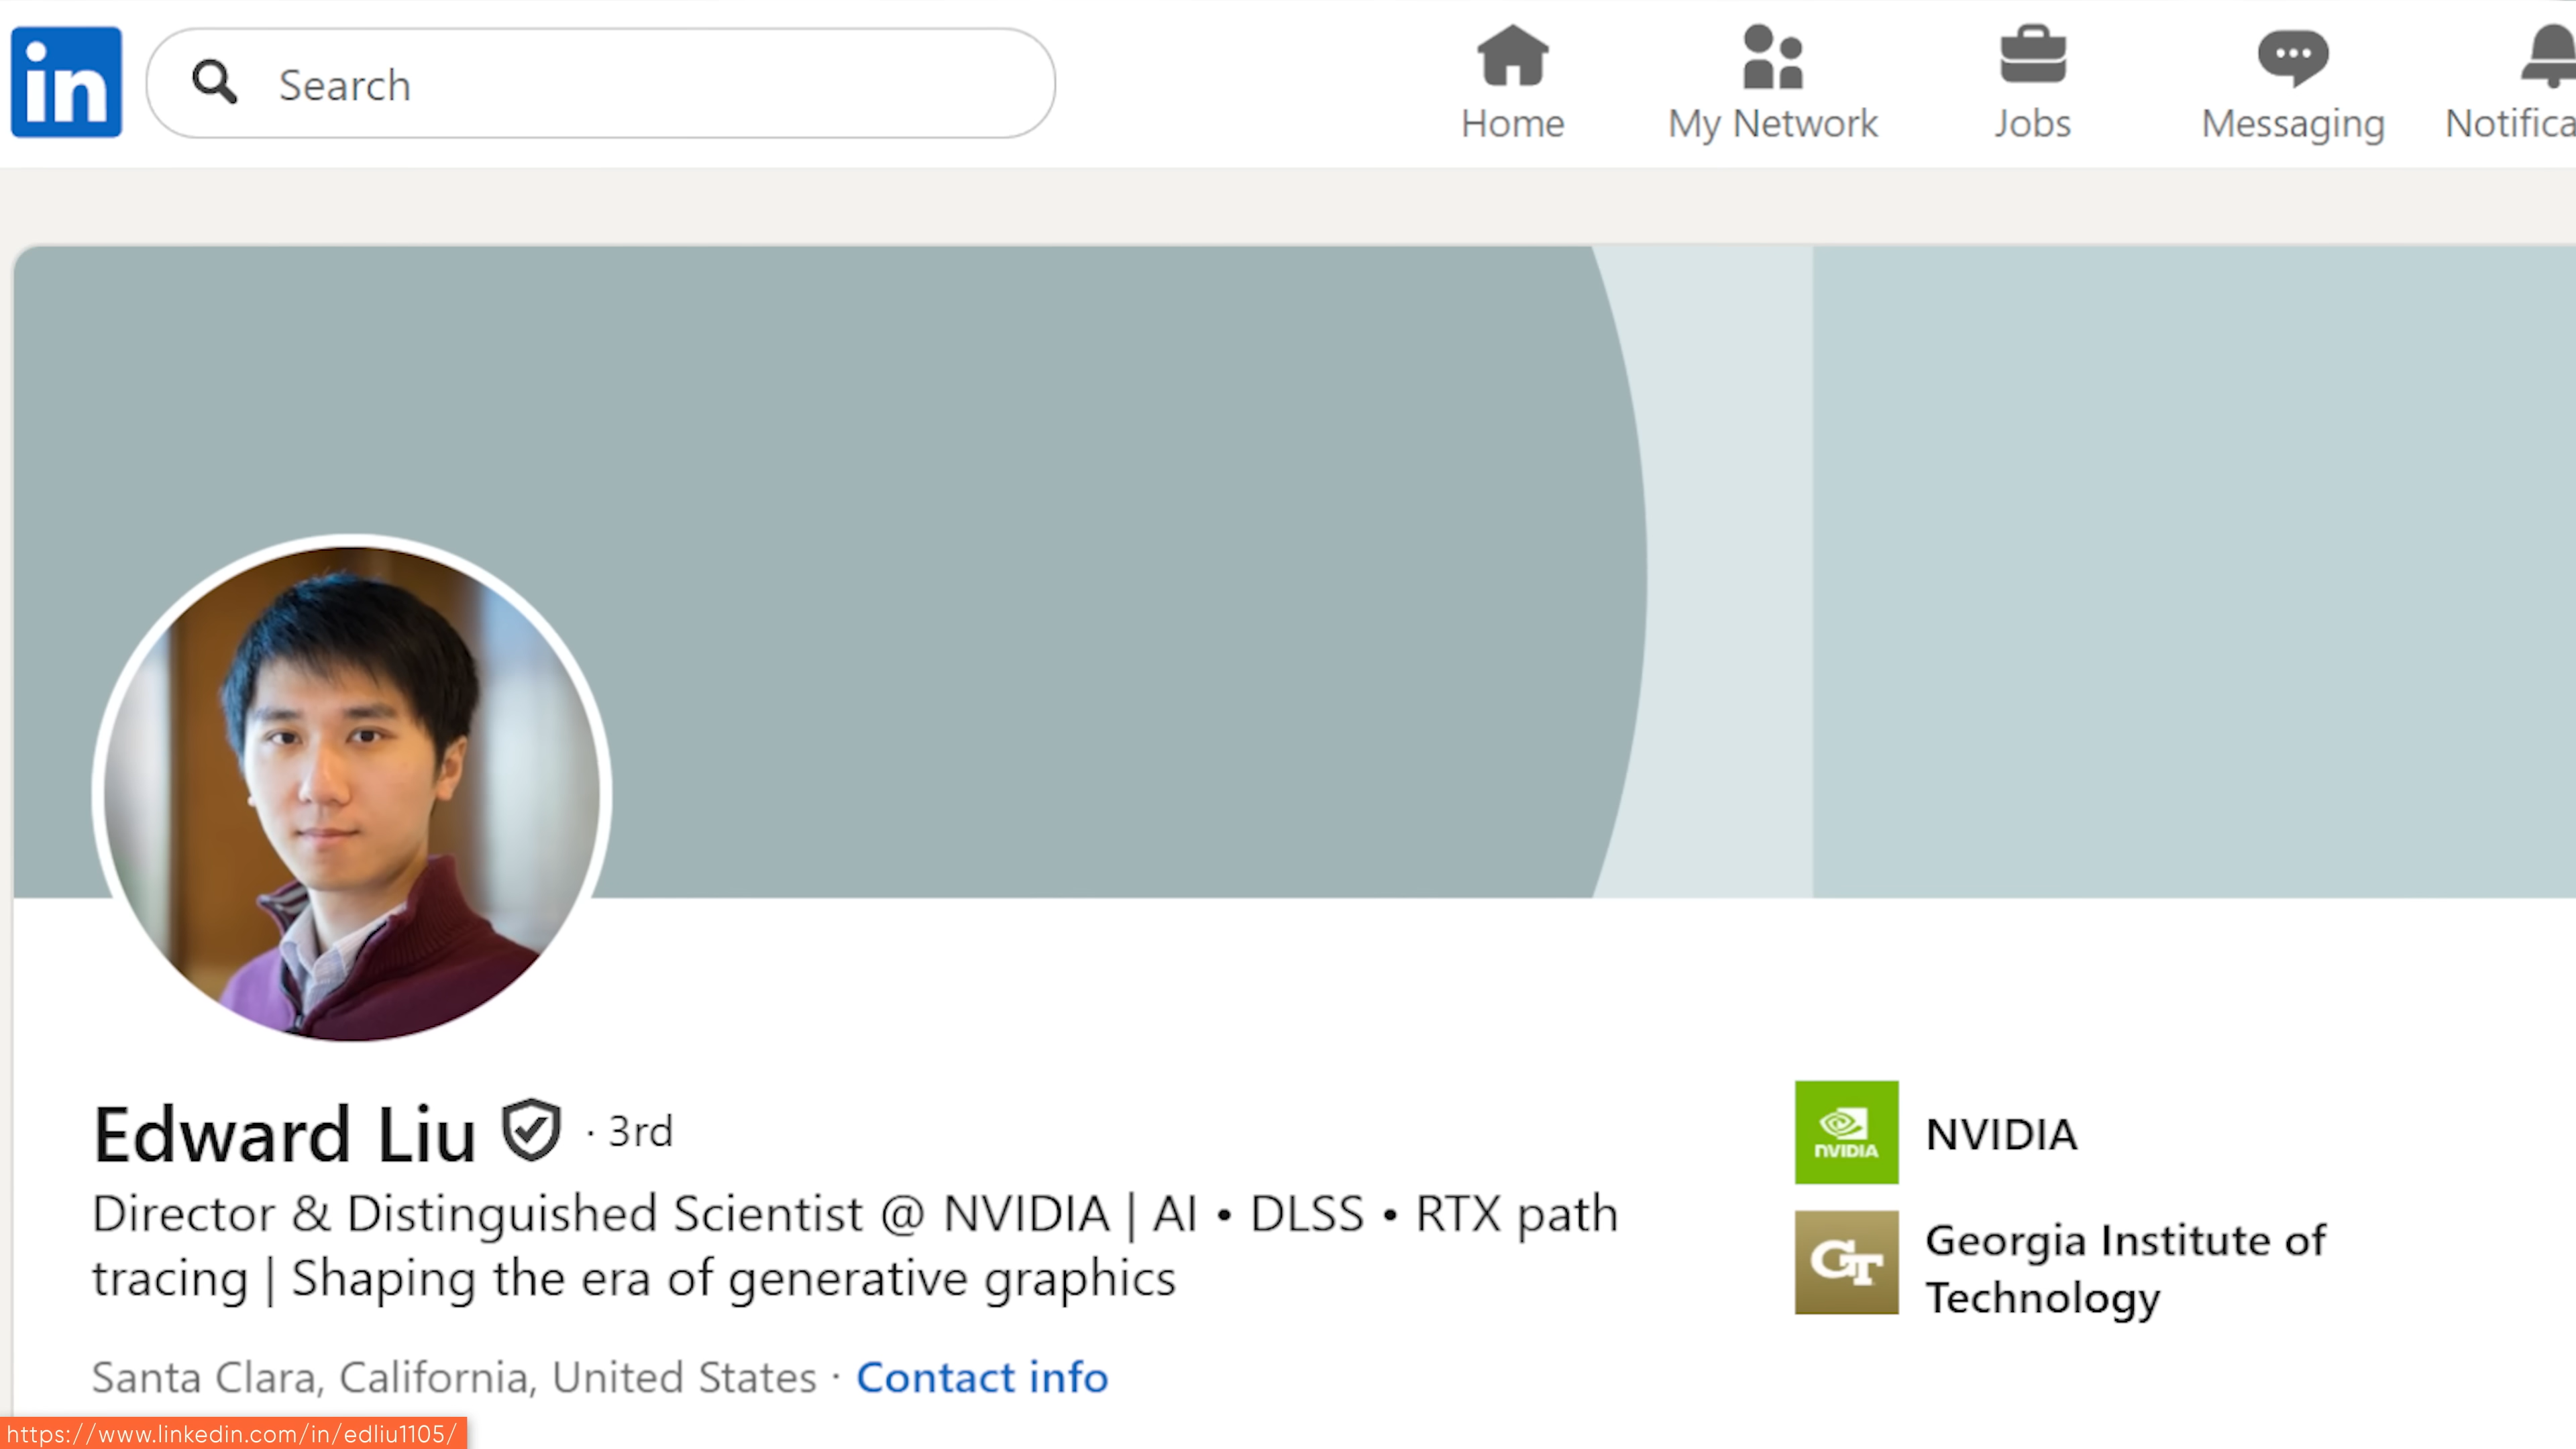 in
Search
Home
My Network
Jobs
Messaging
Notifica
Edward Liu · 3rd
Director & Distinguished Scientist @ NVIDIA | AI • DLSS • RTX path
tracing | Shaping the era of generative graphics
Santa Clara, California, United States · Contact info
NVIDIA
NVIDIA
GT
Georgia Institute of
Technology
https://www.linkedin.com/in/edliu1105/